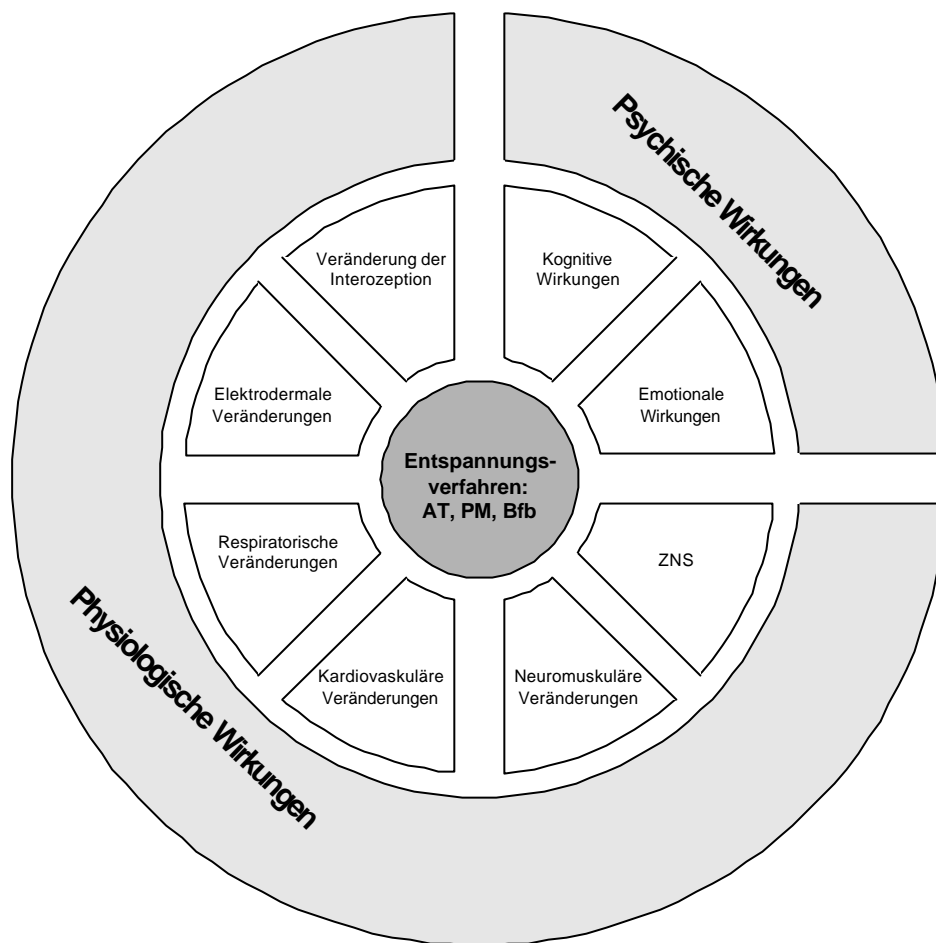 Psychische Wirkungen
Veränderung der
Interozeption
Kognitive
Wirkungen
Elektrodermale
Veränderungen
Emotionale
Wirkungen
Entspannungs-
verfahren:
AT, PM, Bfb
Respiratorische
Veränderungen
ZNS
Kardiovaskuläre
Veränderungen
Neuromuskuläre
Veränderungen
Physiologische Wirkungen